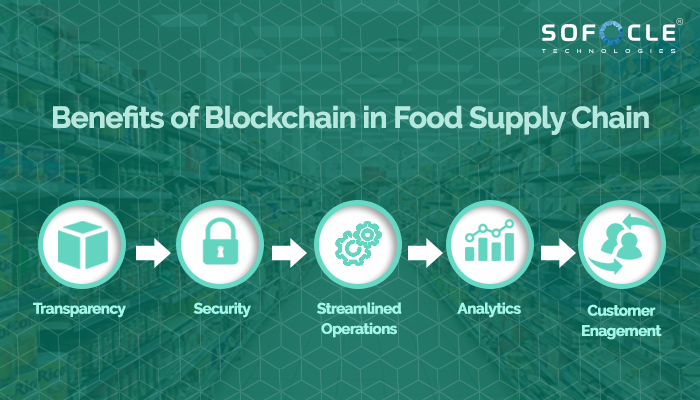 SOFOCLE®
TECHNOLOGIES
Benefits of Blockchain in Food Supply Chain
Transparency
Security
Streamlined
Operations
Analytics
Customer
Enagement